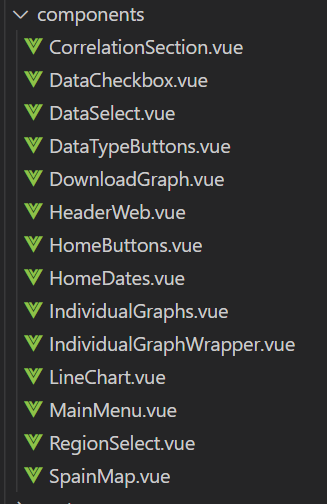 components
CorrelationSection.vue
DataCheckbox.vue
DataSelect.vue
DataTypeButtons.vue
DownloadGraph.vue
HeaderWeb.vue
HomeButtons.vue
HomeDates.vue
IndividualGraphs.vue
IndividualGraphWrapper.vue
LineChart.vue
MainMenu.vue
RegionSelect.vue
SpainMap.vue